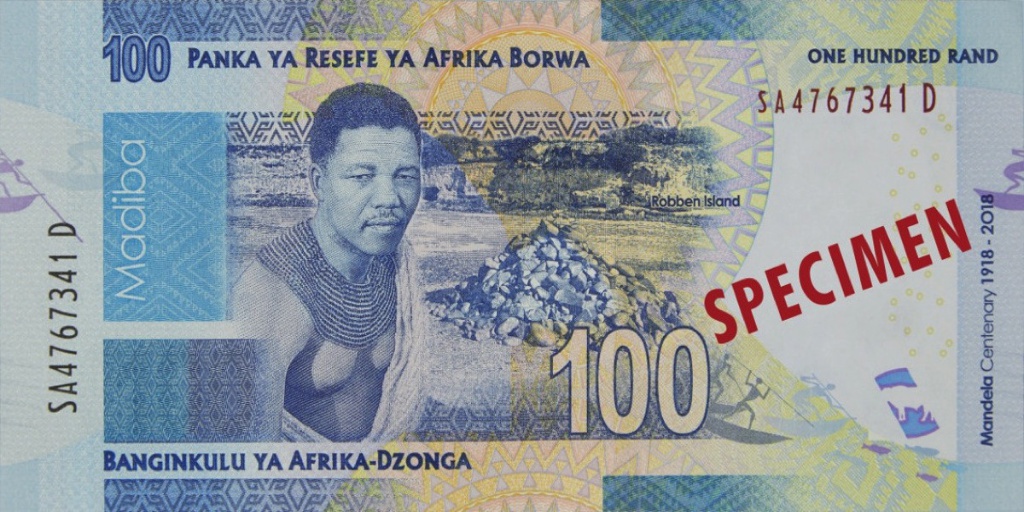 100 PANKA YA RESEFE YA AFRIKA BORWA
ONE HUNDRED RAND
SA4767341 D
Madiba
Robben Island
SA4767341 D
SPECIMEN
Mandela Centenary 1918 - 2018
100
BANGINKULU YA AFRIKA-DZONGA